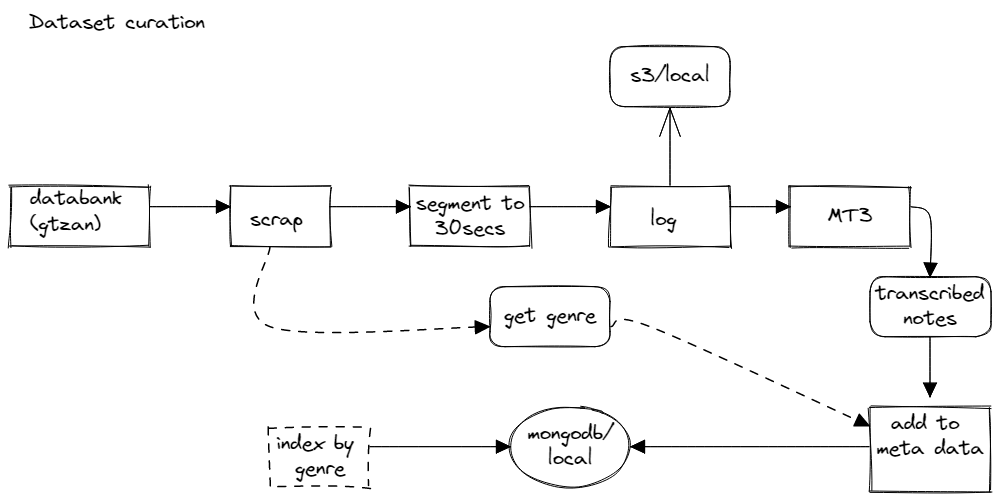 Dataset curation
s3/local
databank
(gtzan)
scrap
segment to
30secs
log
MT3
transcribed
notes
get genre
add to
meta data
mongodb/
local
index by
genre